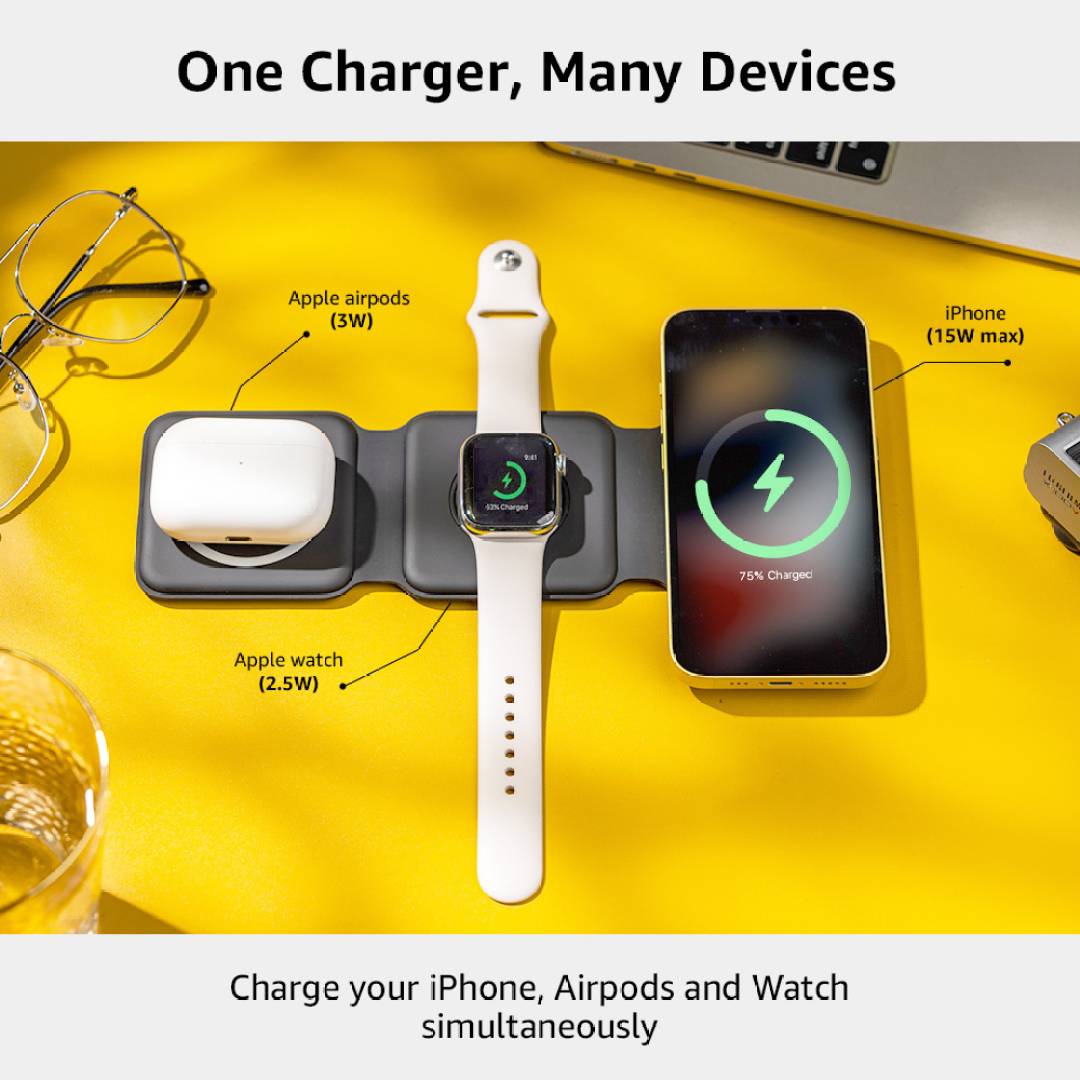 One Charger, Many Devices
Apple airpods
(3W)
iPhone
(15W max)
9:41
63% Charged
75% Charged
Apple watch
(2.5W)
Charge your iPhone, Airpods and Watch
simultaneously